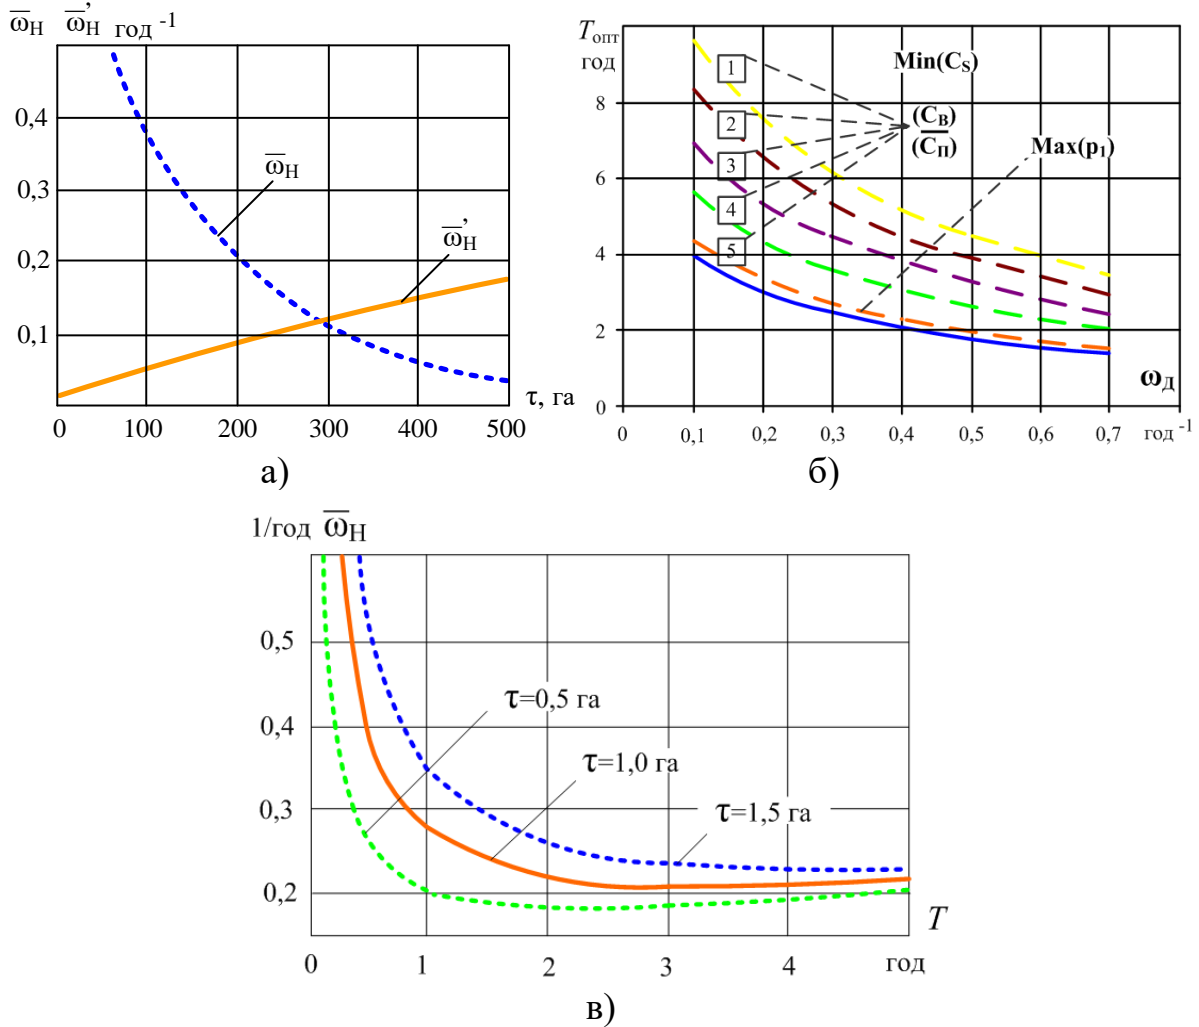 ω̅Н ω̅Н’ год -1
0,4
0,3
0,2
0,1
ω̅Н
ω̅Н’
τ, га
0 100 200 300 400 500
а)
Tопт
год
8
6
4
2
0
1
2
3
4
5
Min(CS)
(CВ)
(CП)
Max(p1)
ωД
0 0,1 0,2 0,3 0,4 0,5 0,6 0,7 год -1
б)
1/год ω̅Н
0,5
0,4
0,3
0,2
τ=0,5 га
τ=1,0 га
τ=1,5 га
T
0 1 2 3 4 год
в)